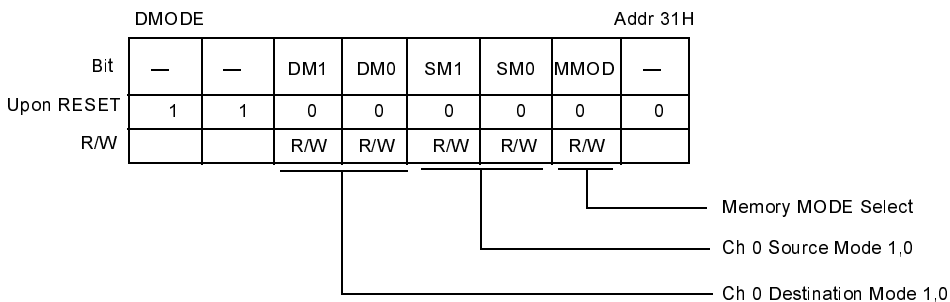 DMODE Addr 31H
Bit — — DM1 DM0 SM1 SM0 MMOD —
Upon RESET 1 1 0 0 0 0 0 0
R/W R/W R/W R/W R/W R/W
Memory MODE Select
Ch 0 Source Mode 1,0
Ch 0 Destination Mode 1,0